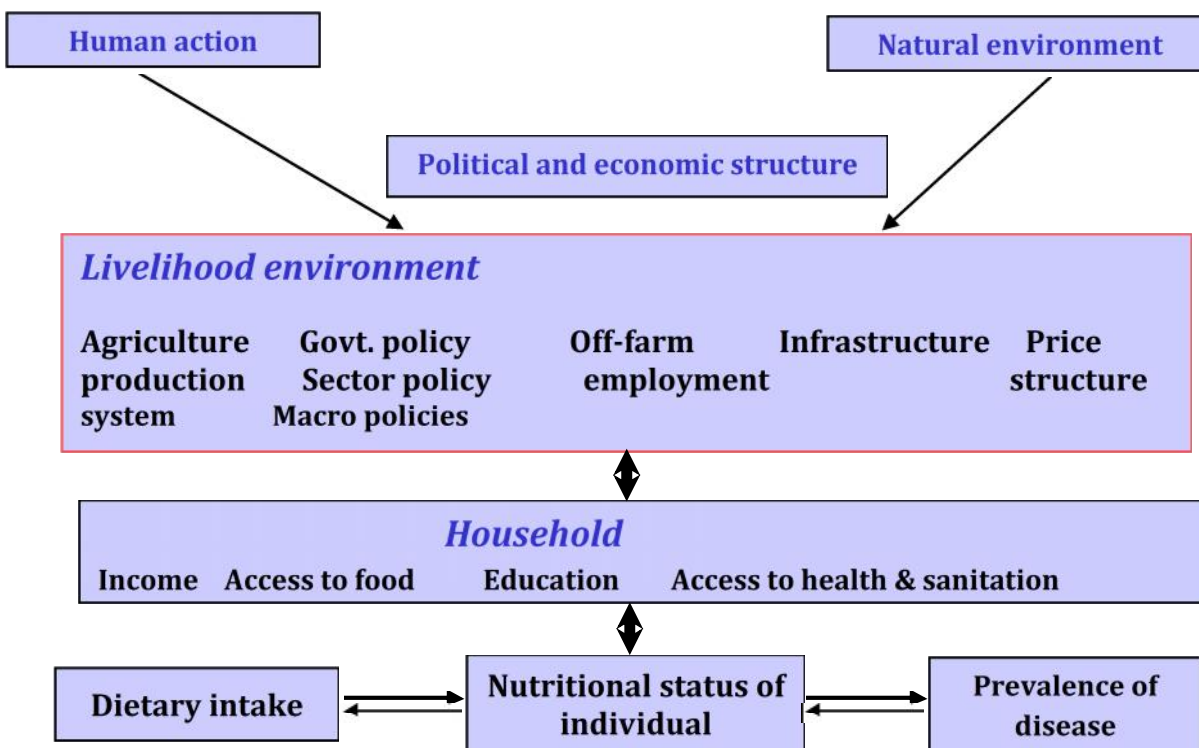 Human action
Natural environment
Political and economic structure
Livelihood environment
Agriculture Govt. policy Off-farm Infrastructure Price
production Sector policy employment structure
system Macro policies
Household
Income Access to food Education Access to health & sanitation
Dietary intake
Nutritional status of
individual
Prevalence of
disease